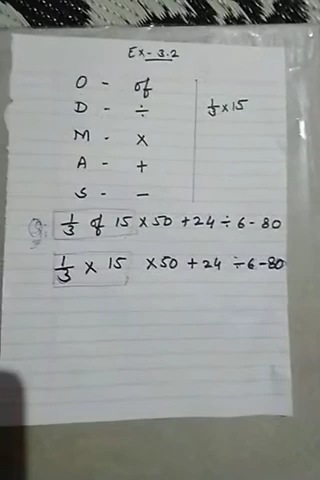 Ex - 3.2
O - of
D - ÷
M - ×
A - +
S - -
1/3 × 15
Q: 1/3 of 15 × 50 + 24 ÷ 6 - 80
1/3 × 15 × 50 + 24 ÷ 6 - 80